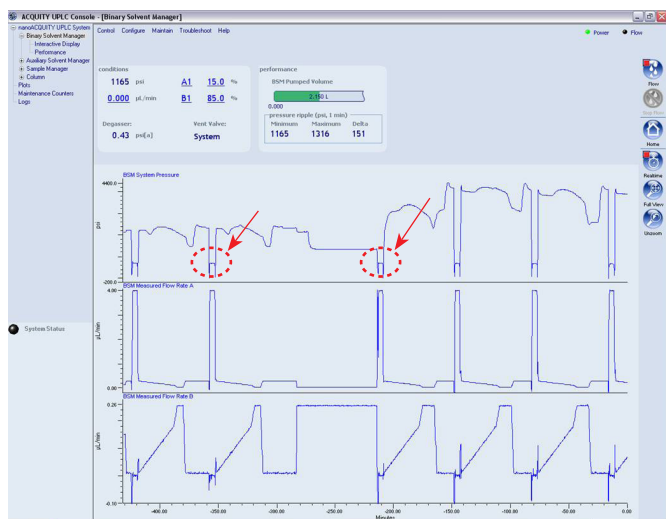 ACQUITY UPLC Console - [Binary Solvent Manager]
nanoACQUITY UPLC System
Binary Solvent Manager
Interactive Display
Performance
Auxiliary Solvent Manager
Sample Manager
Column
Plots
Maintenance Counters
Logs
Control Configure Maintain Troubleshoot Help
Power Flow
conditions
1165 psi A1 15.0 %
0.000 µL/min B1 85.0 %
Degasser: Vent Valve:
0.43 psi[a] System
performance
BSM Pumped Volume
2.150 L
0.000
pressure ripple (psi, 1 min)
Minimum Maximum Delta
1165 1316 151
Flow
Stop Flow
Home
Realtime
Full View
Unzoom
BSM System Pressure
4400.0
psi
-200.0
BSM Measured Flow Rate A
4.00
µL/min
0.00
BSM Measured Flow Rate B
µL/min
-0.10
-400.00 -350.00 -300.00 -250.00 -200.00 -150.00 -100.00 -50.00 0.00
Minutes
System Status